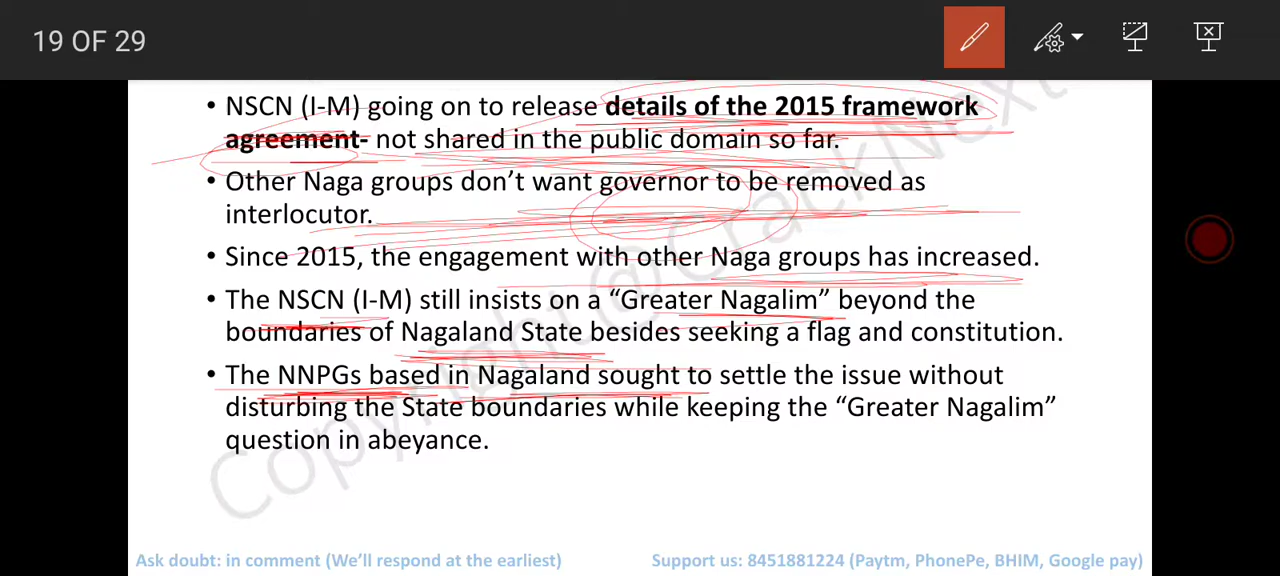 19 OF 29
• NSCN (I-M) going on to release details of the 2015 framework
agreement- not shared in the public domain so far.
• Other Naga groups don’t want governor to be removed as
interlocutor.
• Since 2015, the engagement with other Naga groups has increased.
• The NSCN (I-M) still insists on a “Greater Nagalim” beyond the
boundaries of Nagaland State besides seeking a flag and constitution.
• The NNPGs based in Nagaland sought to settle the issue without
disturbing the State boundaries while keeping the “Greater Nagalim”
question in abeyance.
Copyright@CrackNext
Ask doubt: in comment (We’ll respond at the earliest)
Support us: 8451881224 (Paytm, PhonePe, BHIM, Google pay)